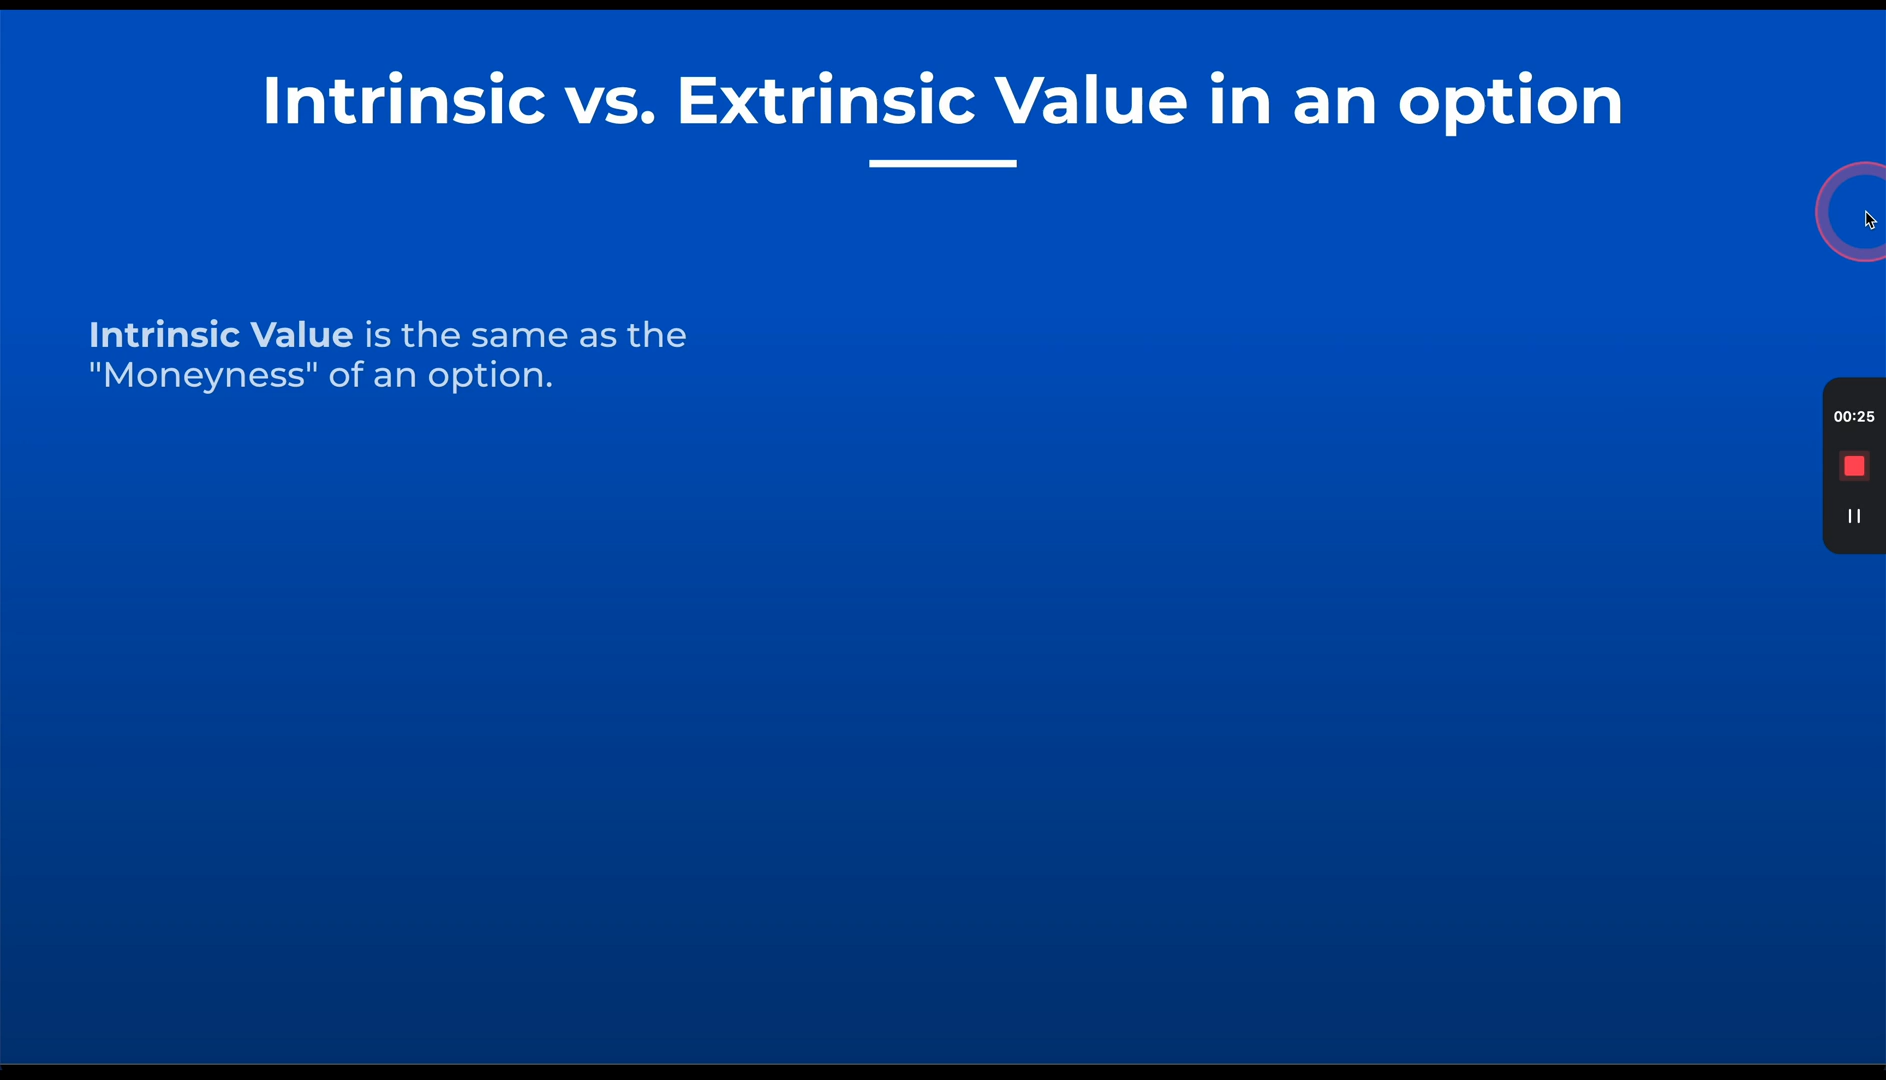 Intrinsic vs. Extrinsic Value in an option
Intrinsic Value is the same as the
"Moneyness" of an option.
00:25